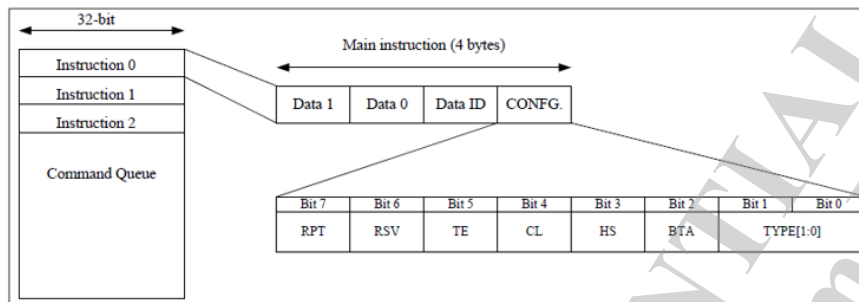 32-bit
Main instruction (4 bytes)
Instruction 0
Instruction 1
Instruction 2
Command Queue
Data 1 Data 0 Data ID CONFG.
Bit 7 Bit 6 Bit 5 Bit 4 Bit 3 Bit 2 Bit 1 Bit 0
RPT RSV TE CL HS BTA TYPE[1:0]
NTIAL